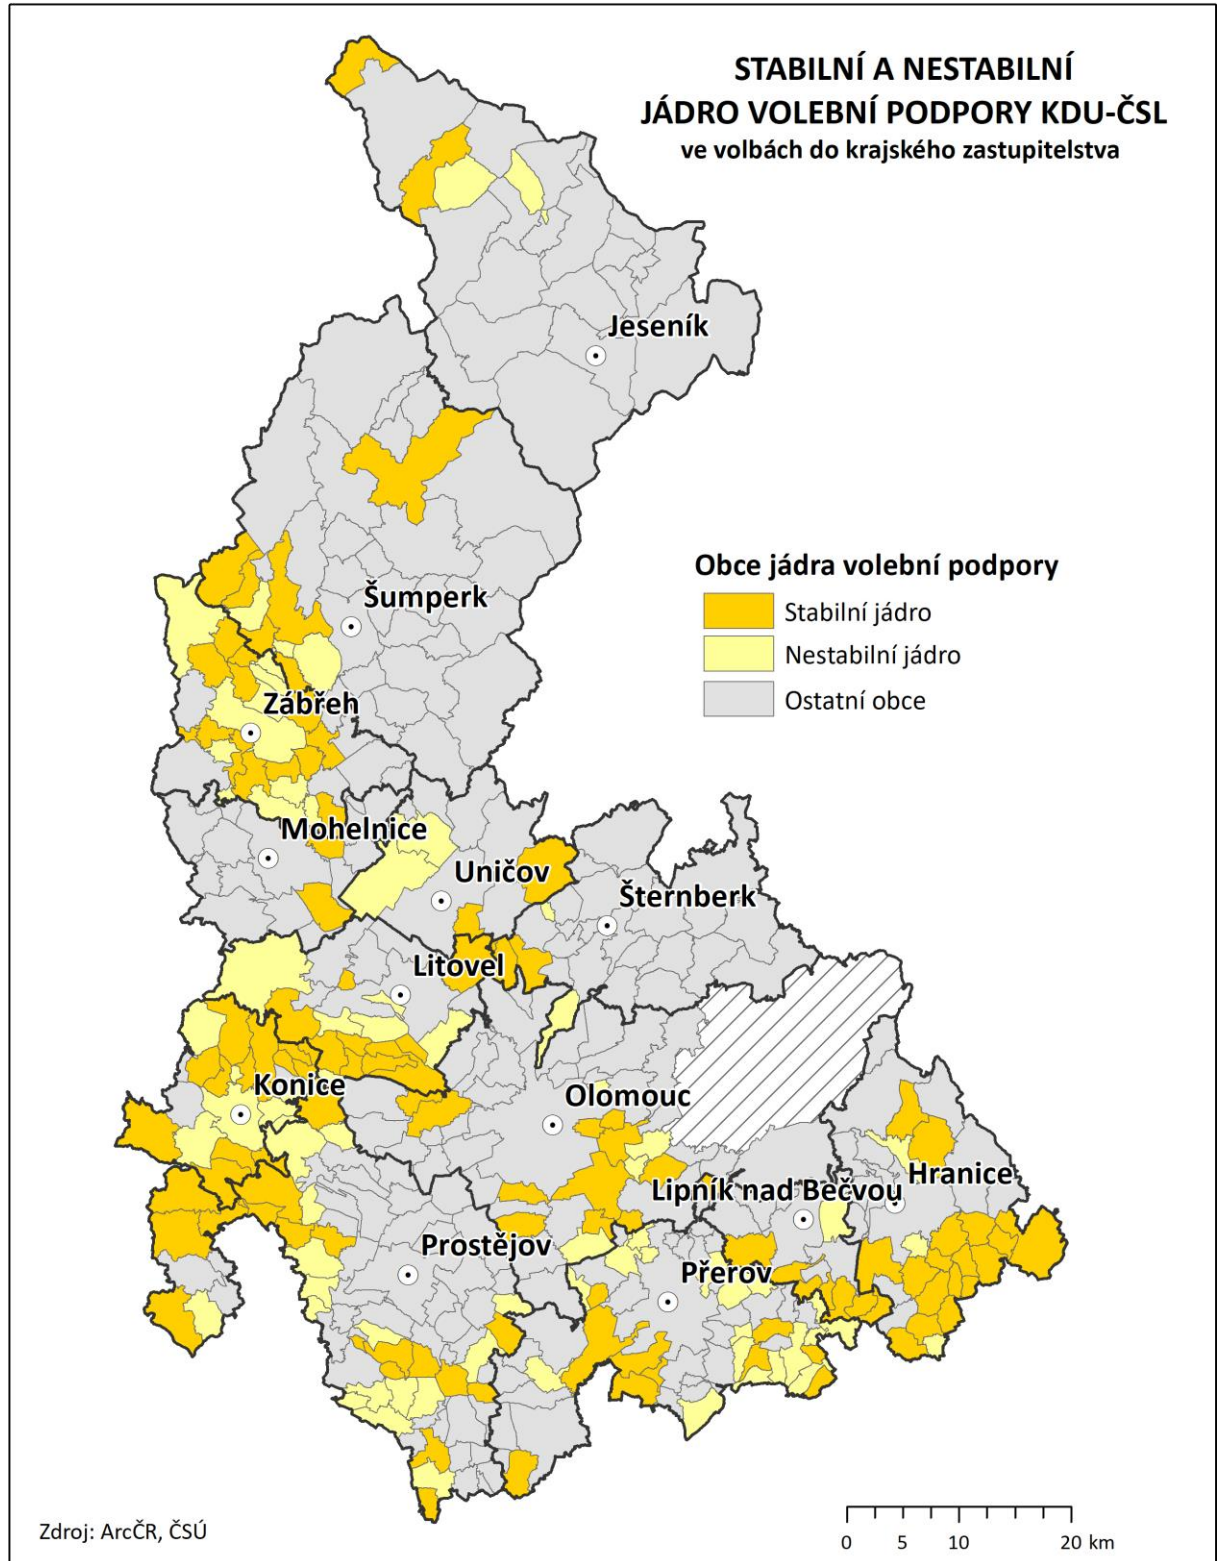 STABILNÍ A NESTABILNÍ
JÁDRO VOLEBNÍ PODPORY KDU-ČSL
ve volbách do krajského zastupitelstva
Jeseník
Obce jádra volební podpory
Stabilní jádro
Nestabilní jádro
Ostatní obce
Šumperk
Zábřeh
Mohelnice
Uničov
Šternberk
Litovel
Konice
Olomouc
Hranice
Lipník nad Bečvou
Prostějov
Přerov
Zdroj: ArcČR, ČSÚ
0 5 10 20 km